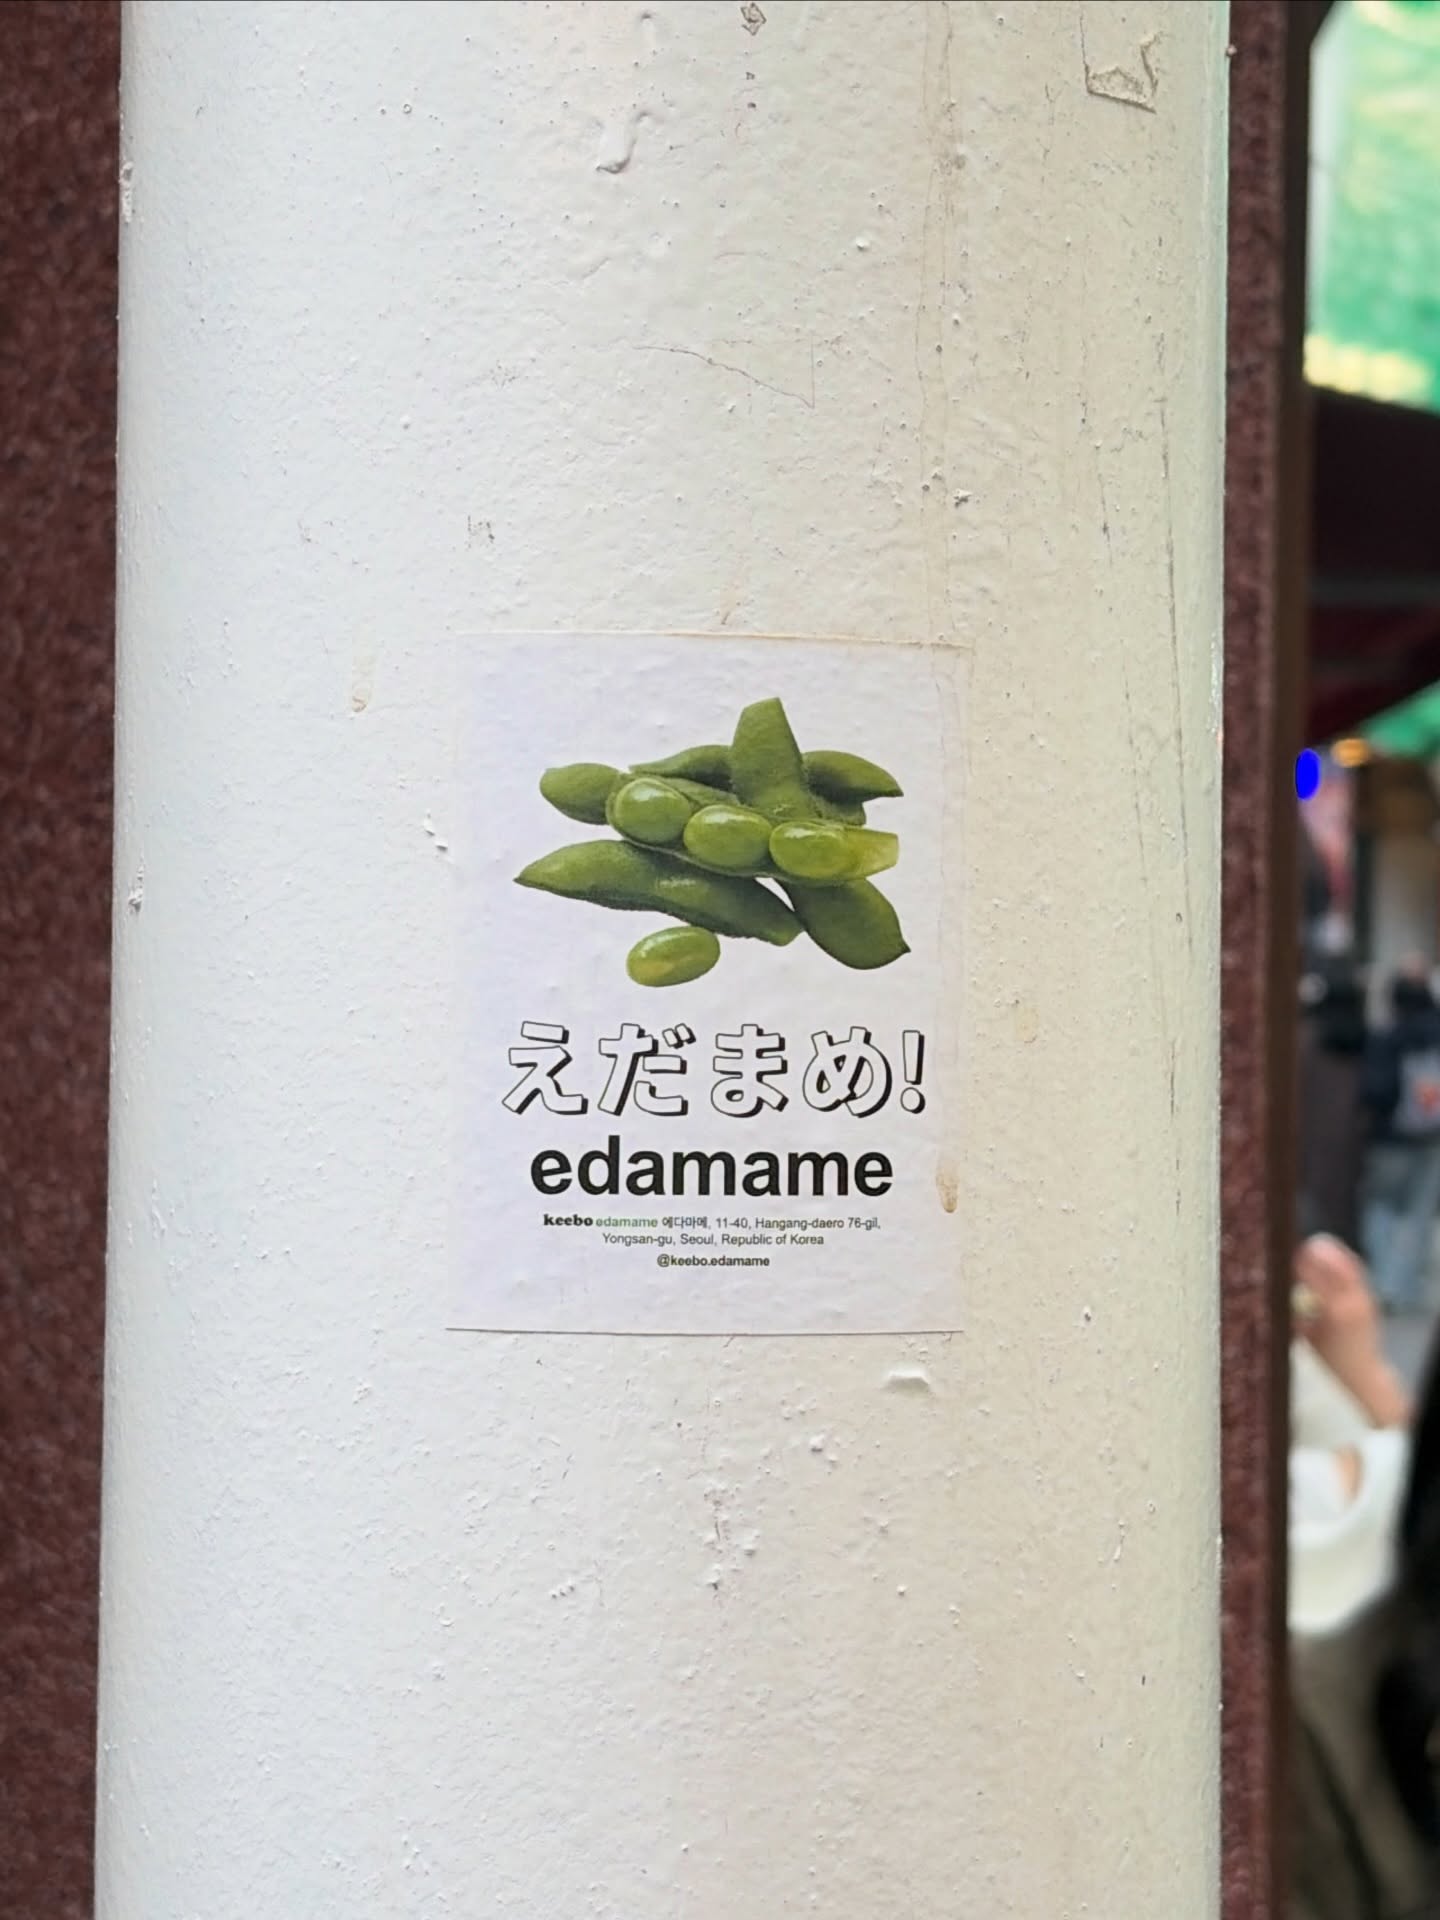 えだまめ!
edamame
keebo edamame 에다마메, 11-40, Hangang-daero 76-gil,
Yongsan-gu, Seoul, Republic of Korea
@keebo.edamame